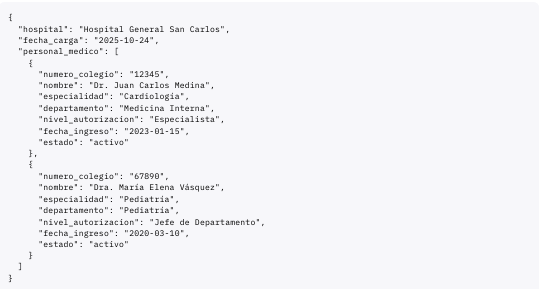 {
  "hospital": "Hospital General San Carlos",
  "fecha_carga": "2025-10-24",
  "personal_medico": [
    {
      "numero_colegio": "12345",
      "nombre": "Dr. Juan Carlos Medina",
      "especialidad": "Cardiología",
      "departamento": "Medicina Interna",
      "nivel_autorizacion": "Especialista",
      "fecha_ingreso": "2023-01-15",
      "estado": "activo"
    },
    {
      "numero_colegio": "67890",
      "nombre": "Dra. María Elena Vásquez",
      "especialidad": "Pediatría",
      "departamento": "Pediatría",
      "nivel_autorizacion": "Jefe de Departamento",
      "fecha_ingreso": "2020-03-10",
      "estado": "activo"
    }
  ]
}